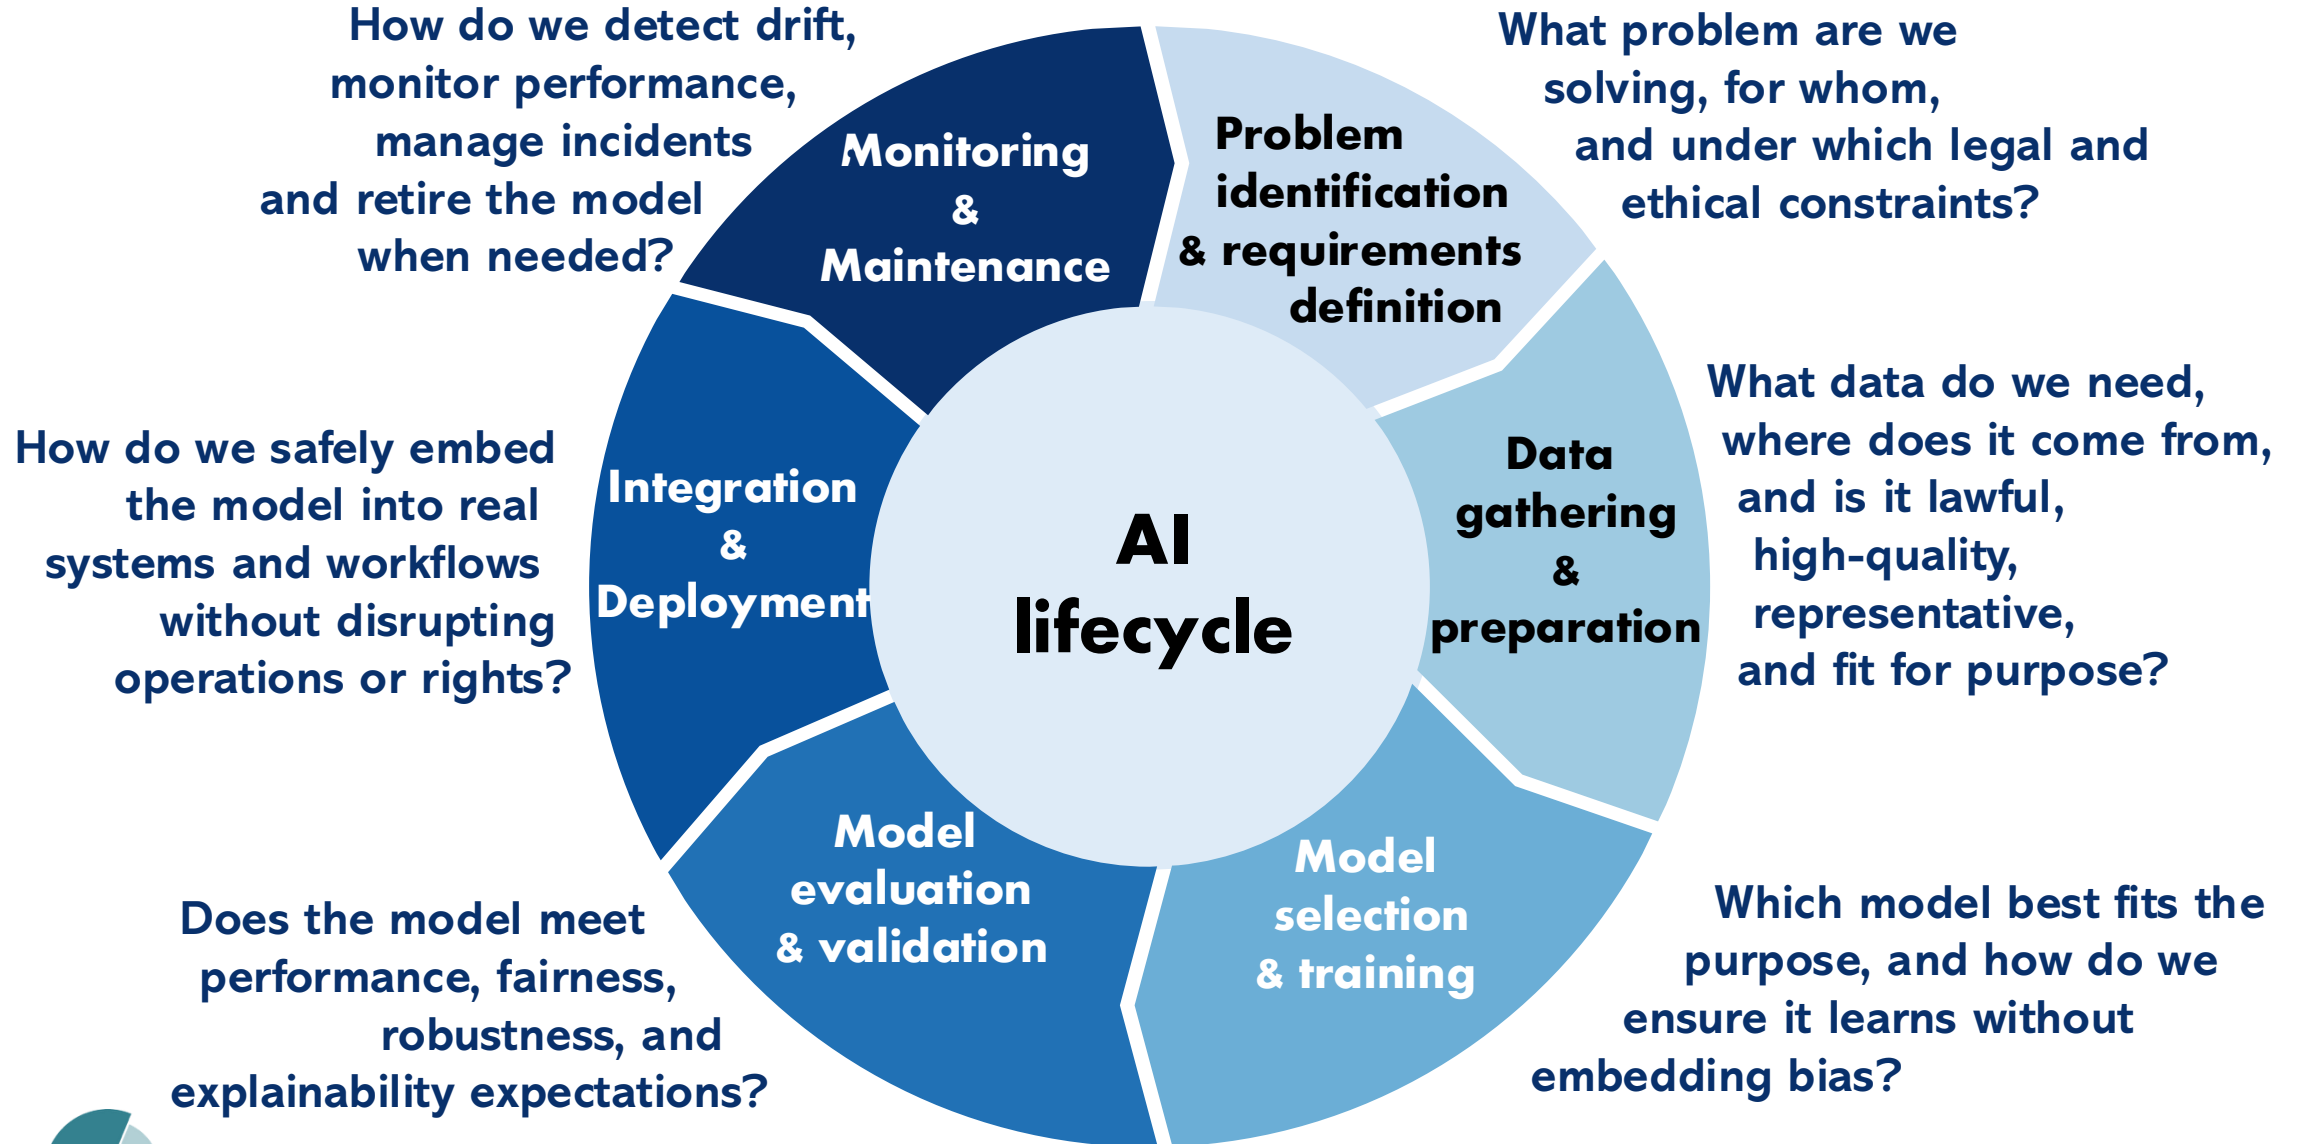 AI
lifecycle
Problem
identification
& requirements
definition
What problem are we
solving, for whom,
and under which legal and
ethical constraints?
Data
gathering
&
preparation
What data do we need,
where does it come from,
and is it lawful,
high-quality,
representative,
and fit for purpose?
Model
selection
& training
Which model best fits the
purpose, and how do we
ensure it learns without
embedding bias?
Model
evaluation
& validation
Does the model meet
performance, fairness,
robustness, and
explainability expectations?
Integration
&
Deployment
How do we safely embed
the model into real
systems and workflows
without disrupting
operations or rights?
Monitoring
&
Maintenance
How do we detect drift,
monitor performance,
manage incidents
and retire the model
when needed?